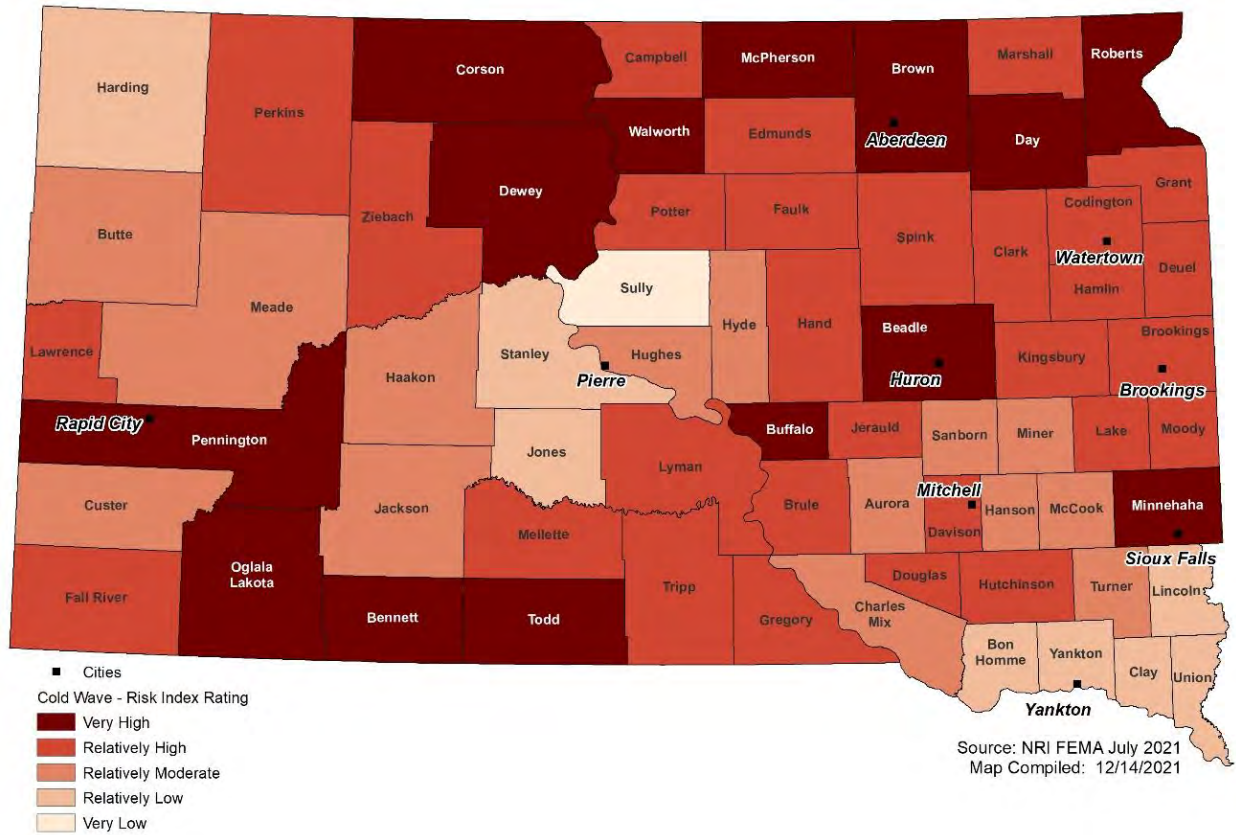 Harding
Perkins
Corson
Campbell
McPherson
Brown
Marshall
Roberts
Walworth
Edmunds
Aberdeen
Day
Dewey
Ziebach
Butte
Potter
Faulk
Spink
Clark
Codington
Grant
Watertown
Hamlin
Deuel
Meade
Sully
Hyde
Hand
Beadle
Huron
Kingsbury
Brookings
Brookings
Lawrence
Haakon
Stanley
Hughes
Pierre
Rapid City
Pennington
Jones
Lyman
Buffalo
Jerauld
Sanborn
Miner
Lake
Moody
Custer
Jackson
Mellette
Brule
Aurora
Mitchell
Davison
Hanson
McCook
Minnehaha
Sioux Falls
Fall River
Oglala
Lakota
Bennett
Todd
Tripp
Gregory
Charles
Mix
Douglas
Hutchinson
Turner
Lincoln
Bon
Homme
Yankton
Clay
Union
Yankton
Cities
Cold Wave - Risk Index Rating
Very High
Relatively High
Relatively Moderate
Relatively Low
Very Low
Source: NRI FEMA July 2021
Map Compiled: 12/14/2021